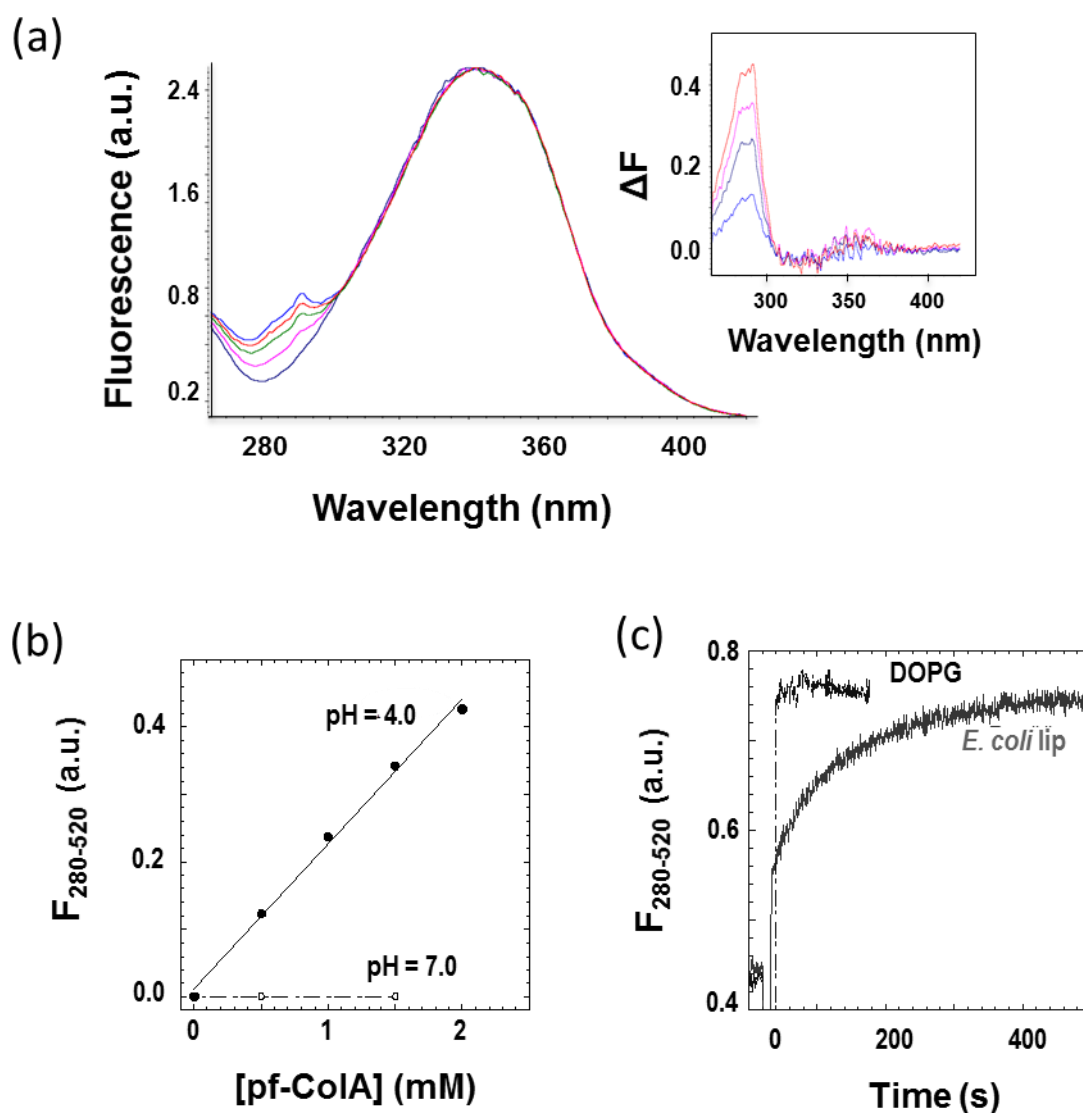 (a)
Fluorescence (a.u.)
2.4
1.6
0.8
0.2
280 320 360 400
Wavelength (nm)
ΔF
0.4
0.2
0.0
300 350 400
Wavelength (nm)
(b)
F280-520 (a.u.)
0.4
0.2
0.0
pH = 4.0
pH = 7.0
0 1 2
[pf-ColA] (mM)
(c)
F280-520 (a.u.)
0.8
0.6
0.4
DOPG
E. coli lip
0 200 400
Time (s)